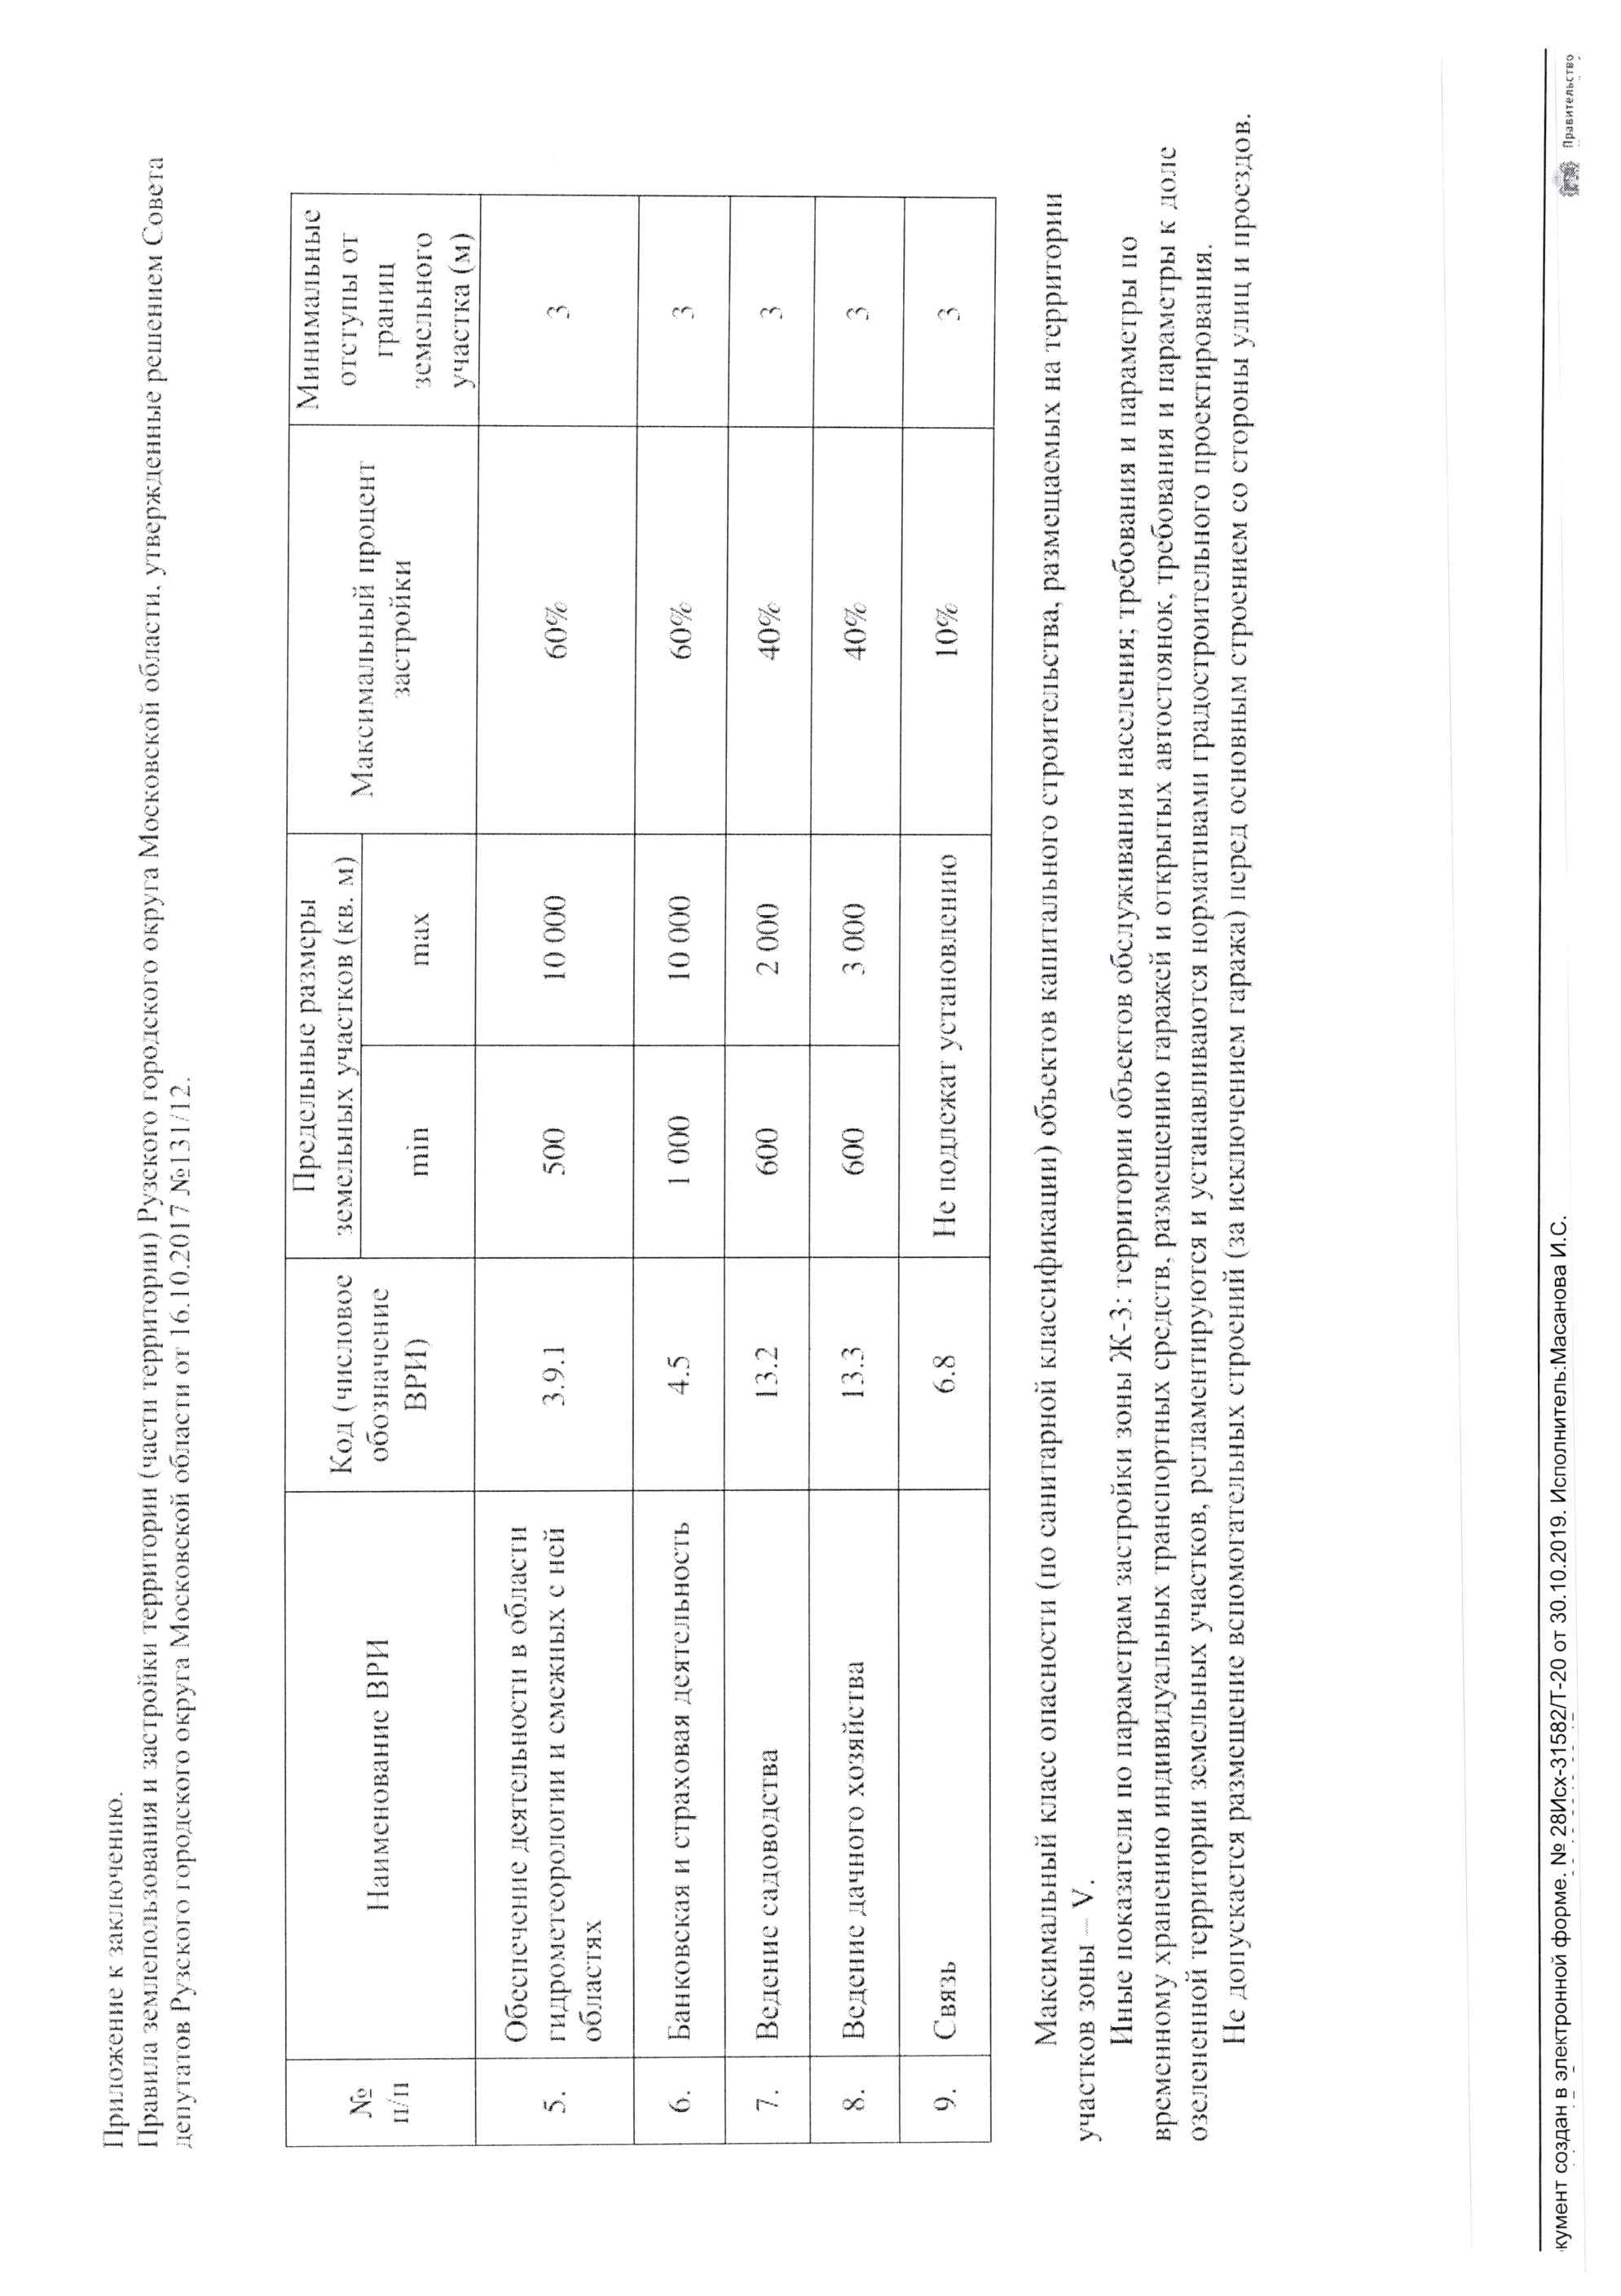 Приложение к заключению.
Правила землепользования и застройки территории (части территории) Рузского городского округа Московской области, утвержденные решением Совета
депутатов Рузского городского округа Московской области от 16.10.2017 №131/12.
№ п/п
Наименование ВРИ
Код (числовое
обозначение
ВРИ)
Предельные размеры
земельных участков (кв. м)
min
max
Максимальный процент
застройки
Минимальные
отступы от
границ
земельного
участка (м)
5.
Обеспечение деятельности в области
гидрометеорологии и смежных с ней
областях
3.9.1
500
10 000
60%
3
6.
Банковская и страховая деятельность
4.5
1 000
10 000
60%
3
7.
Ведение садоводства
13.2
600
2 000
40%
3
8.
Ведение дачного хозяйства
13.3
600
3 000
40%
3
9.
Связь
6.8
Не подлежат установлению
10%
3
Максимальный класс опасности (по санитарной классификации) объектов капитального строительства, размещаемых на территории
участков зоны — V.
Иные показатели по параметрам застройки зоны Ж-3: территории объектов обслуживания населения; требования и параметры по
временному хранению индивидуальных транспортных средств, размещению гаражей и открытых автостоянок, требования и параметры к доле
озелененной территории земельных участков, регламентируются и устанавливаются нормативами градостроительного проектирования.
Не допускается размещение вспомогательных строений (за исключением гаража) перед основным строением со стороны улиц и проездов.
кумент создан в электронной форме. № 28Исх-31582/Т-20 от 30.10.2019. Исполнитель:Масанова И.С.
Правительство